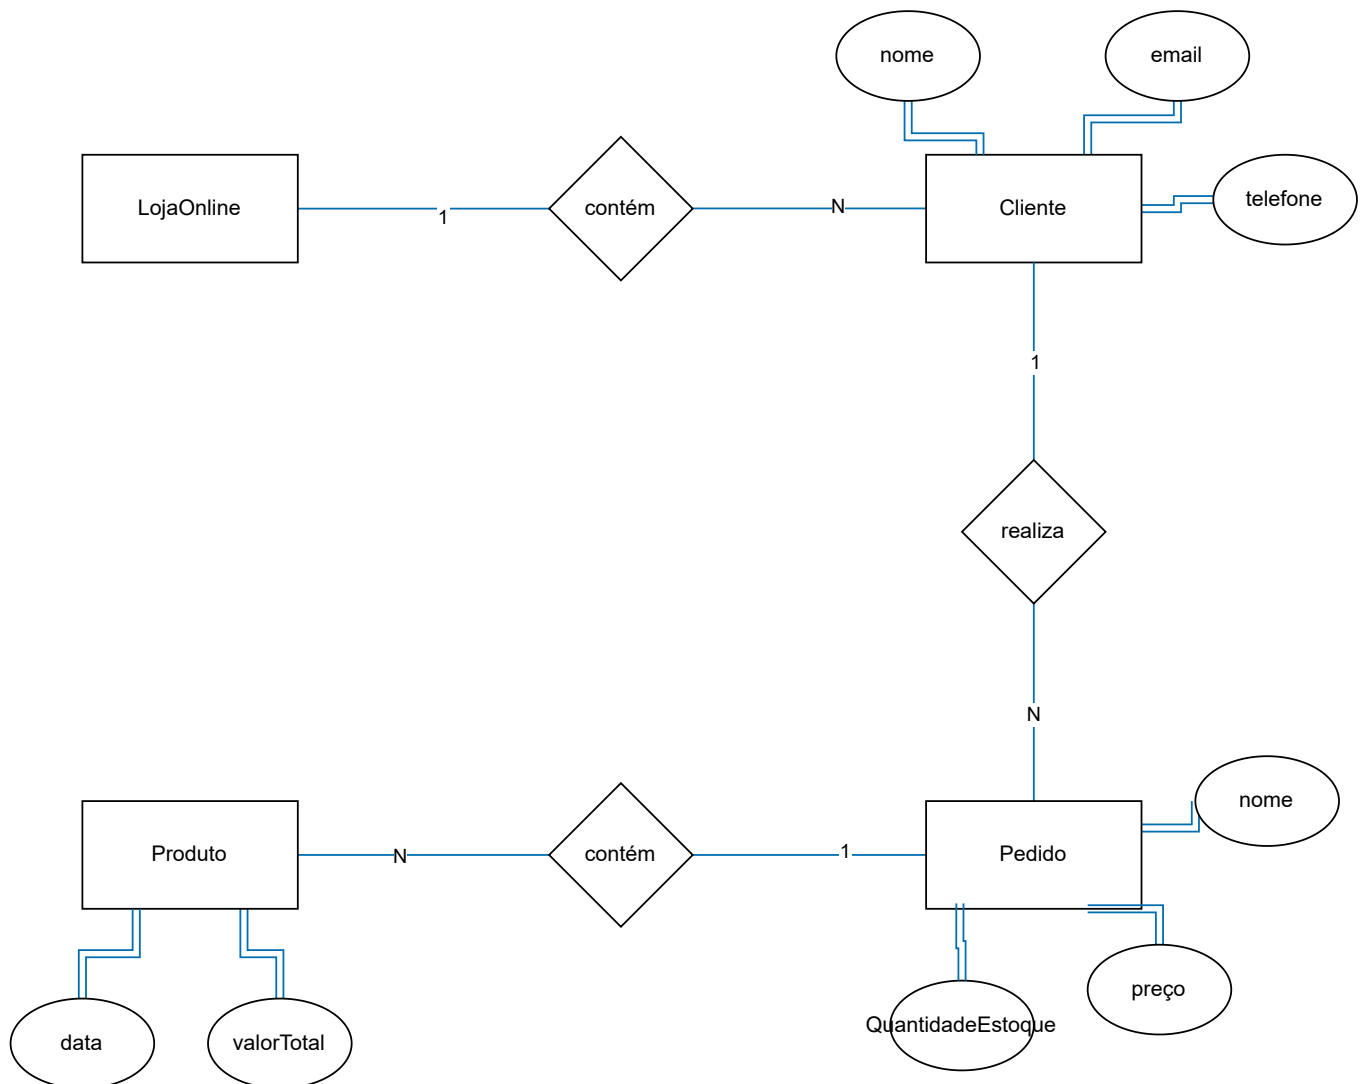 nome
email
LojaOnline
1
contém
N
Cliente
telefone
1
realiza
N
Produto
N
contém
1
Pedido
nome
data
valorTotal
QuantidadeEstoque
preço